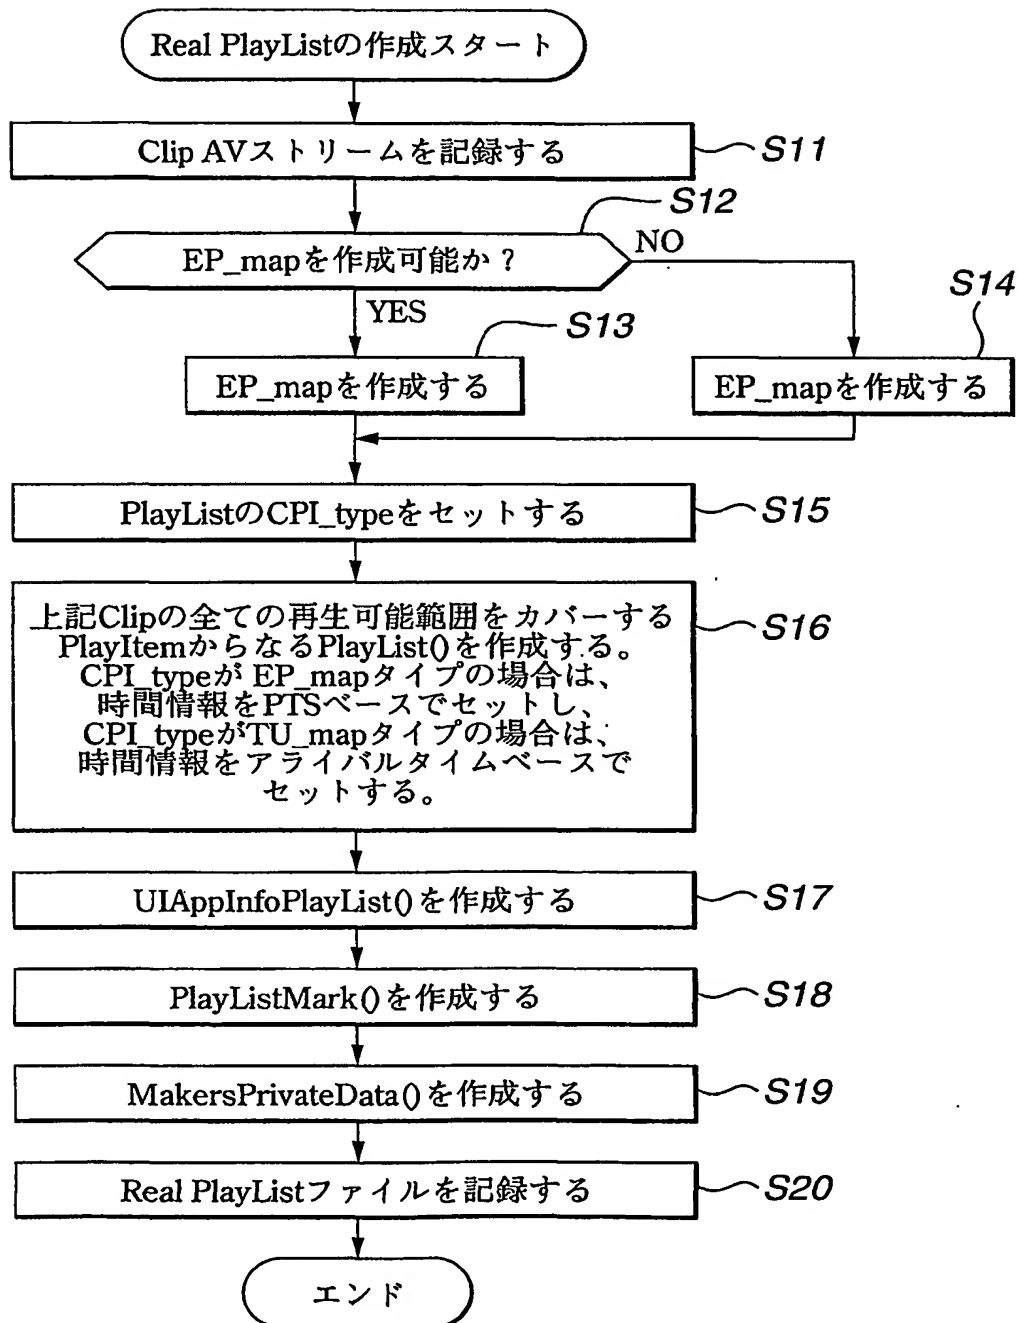 Real PlayListの作成スタート
Clip AVストリームを記録する
S11
S12
EP_mapを作成可能か?
NO
YES
S13
S14
EP_mapを作成する
EP_mapを作成する
PlayListのCPI_typeをセットする
S15
上記Clipの全ての再生可能範囲をカバーする
PlayItemからなるPlayList()を作成する。
CPI_typeが EP_mapタイプの場合は、
時間情報をPTSベースでセットし、
CPI_typeがTU_mapタイプの場合は、
時間情報をアライバルタイムベースで
セットする。
S16
UIAppInfoPlayList()を作成する
S17
PlayListMark()を作成する
S18
MakersPrivateData()を作成する
S19
Real PlayListファイルを記録する
S20
エンド